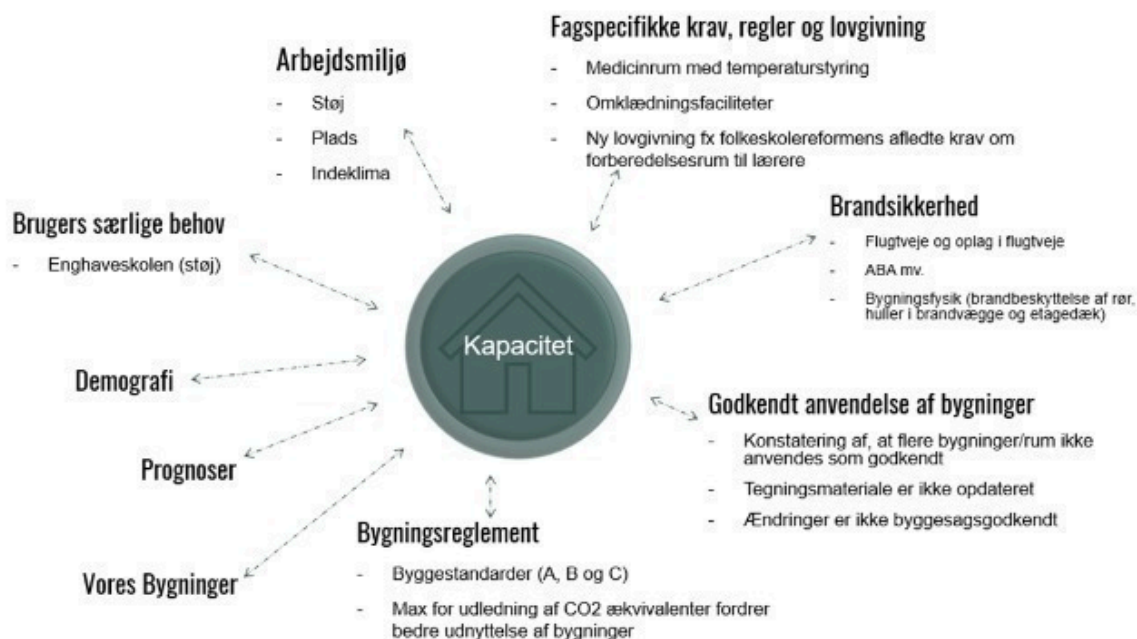 Fagspecifikke krav, regler og lovgivning
- Medicinrum med temperaturstyring
- Omklædningsfaciliteter
- Ny lovgivning fx folkeskolereformens afledte krav om
forberedelsesrum til lærere
Arbejdsmiljø
- Støj
- Plads
- Indeklima
Brugers særlige behov
- Enghaveskolen (støj)
Brandsikkerhed
- Flugtveje og oplag i flugtveje
- ABA mv.
- Bygningsfysik (brandbeskyttelse af rør,
huller i brandvægge og etagedæk)
Kapacitet
Demografi
Godkendt anvendelse af bygninger
- Konstatering af, at flere bygninger/rum ikke
anvendes som godkendt
- Tegningsmateriale er ikke opdateret
- Ændringer er ikke byggesagsgodkendt
Prognoser
Vores Bygninger
Bygningsreglement
- Byggestandarder (A, B og C)
- Max for udledning af CO2 ækvivalenter fordrer
bedre udnyttelse af bygninger